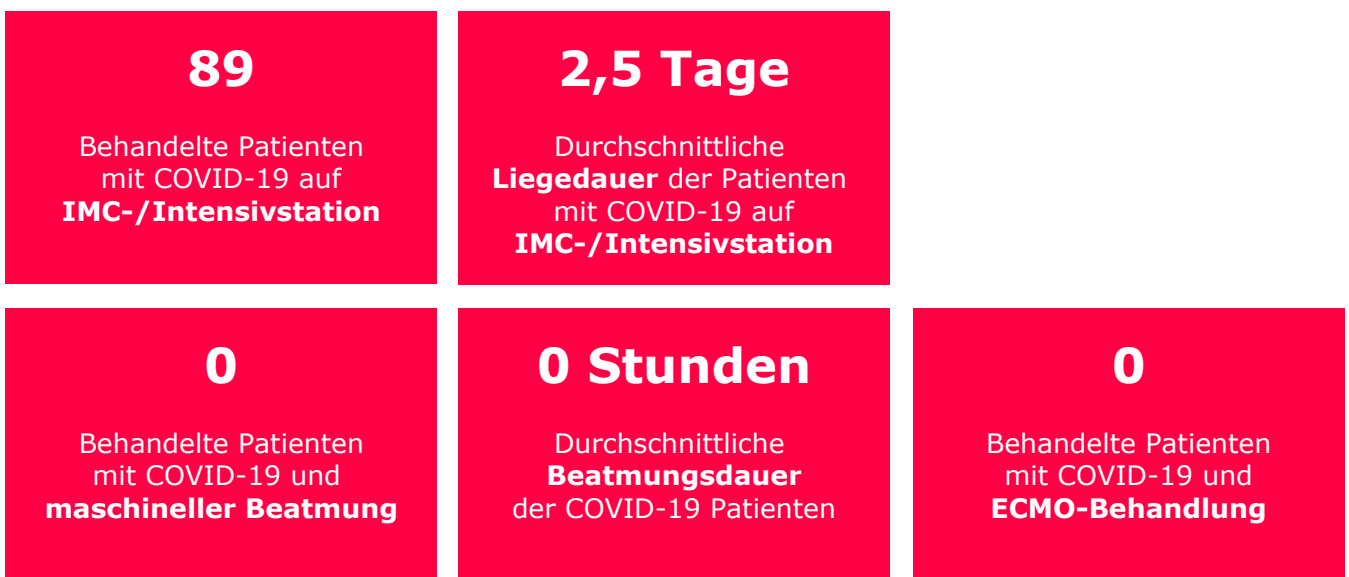 89
Behandelte Patienten
mit COVID-19 auf
IMC-/Intensivstation
2,5 Tage
Durchschnittliche
Liegedauer der Patienten
mit COVID-19 auf
IMC-/Intensivstation
0
Behandelte Patienten
mit COVID-19 und
maschineller Beatmung
0 Stunden
Durchschnittliche
Beatmungsdauer
der COVID-19 Patienten
0
Behandelte Patienten
mit COVID-19 und
ECMO-Behandlung